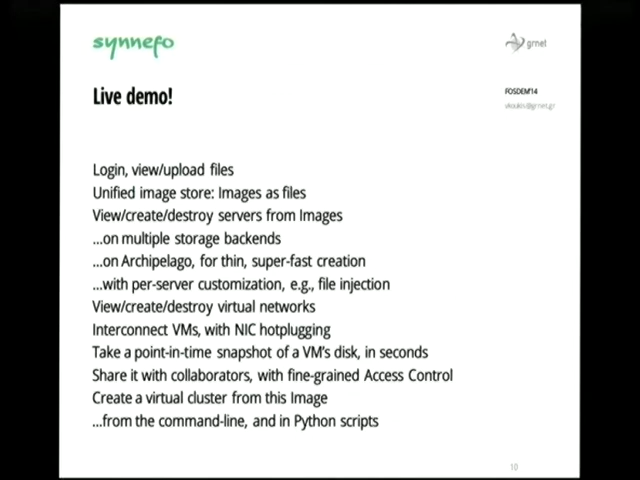 synnefo
grnet
Live demo!
FOSDEM'14
vkoukis@grnet.gr
Login, view/upload files
Unified image store: Images as files
View/create/destroy servers from Images
...on multiple storage backends
...on Archipelago, for thin, super-fast creation
...with per-server customization, e.g., file injection
View/create/destroy virtual networks
Interconnect VMs, with NIC hotplugging
Take a point-in-time snapshot of a VM's disk, in seconds
Share it with collaborators, with fine-grained Access Control
Create a virtual cluster from this Image
...from the command-line, and in Python scripts
10